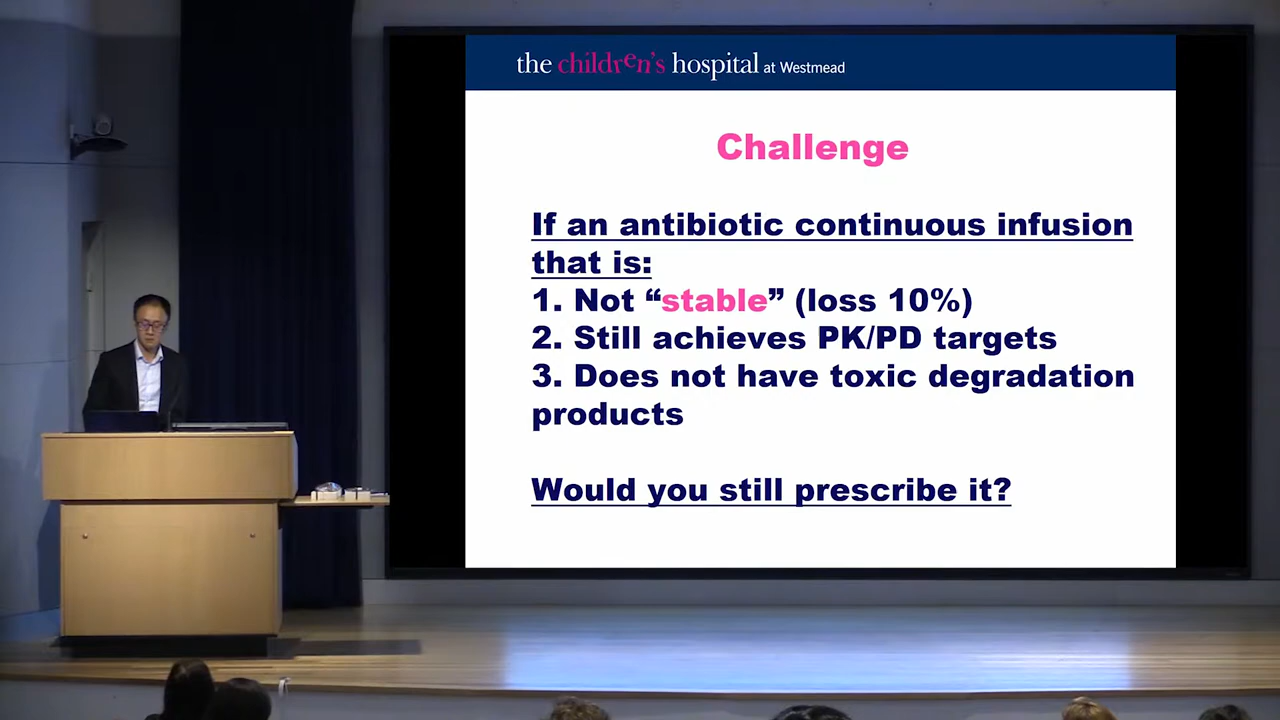 the children's hospital at Westmead
Challenge
If an antibiotic continuous infusion
that is:
1. Not “stable” (loss 10%)
2. Still achieves PK/PD targets
3. Does not have toxic degradation
products
Would you still prescribe it?